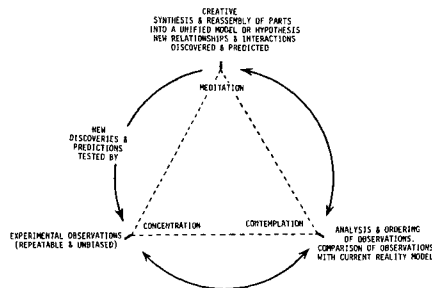 CREATIVE
SYNTHESIS & REASSEMBLY OF PARTS
INTO A UNIFIED MODEL OR HYPOTHESIS
NEW RELATIONSHIPS & INTERACTIONS
DISCOVERED & PREDICTED
MEDITATION
NEW
DISCOVERIES &
PREDICTIONS
TESTED BY
CONCENTRATION
CONTEMPLATION
EXPERIMENTAL OBSERVATIONS
(REPEATABLE & UNBIASED)
ANALYSIS & ORDERING
OF OBSERVATIONS.
COMPARISON OF OBSERVATIONS
WITH CURRENT REALITY MODEL